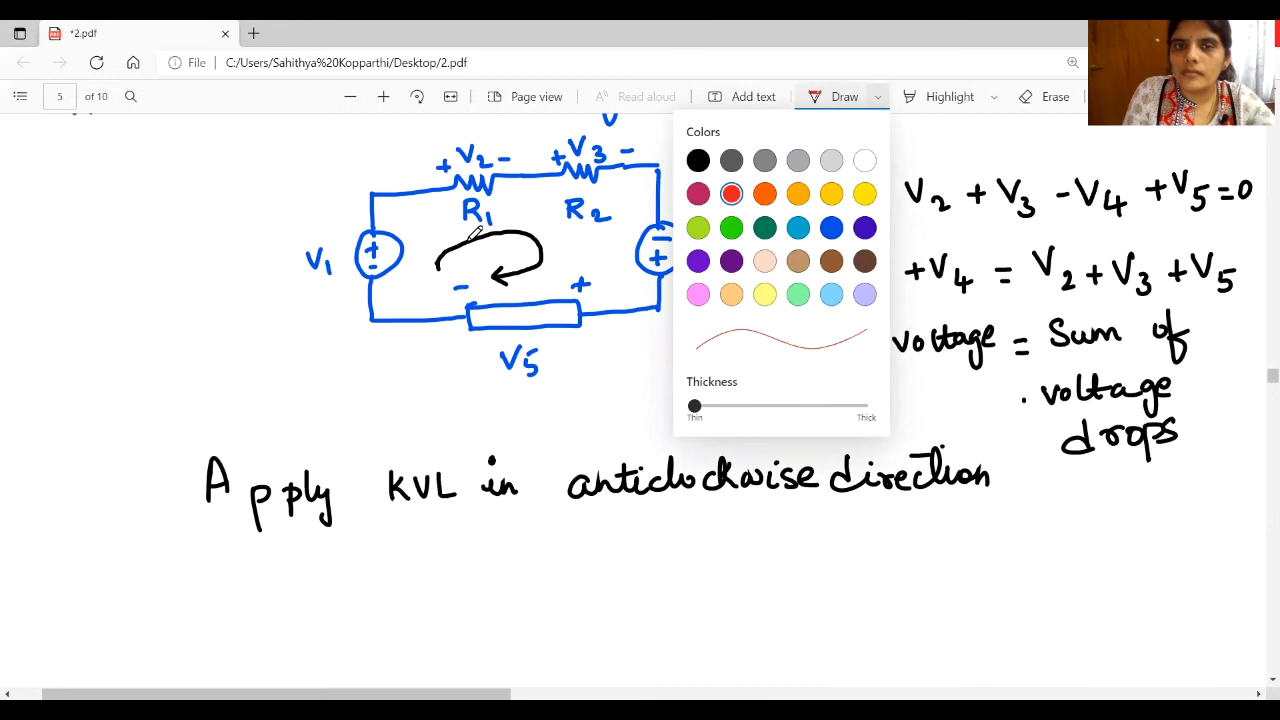 *2.pdf
File C:/Users/Sahithya%20Kopparthi/Desktop/2.pdf
5 of 10 Page view Read aloud Add text Draw Highlight Erase
Colors
Thickness
Thin Thick
V
+ V2 - + V3 -
R1 R2
V1 + -
- +
- +
V5
V2 + V3 - V4 + V5 = 0
+ V4 = V2 + V3 + V5
voltage = Sum of
voltage
drops
Apply KVL in anticlockwise direction